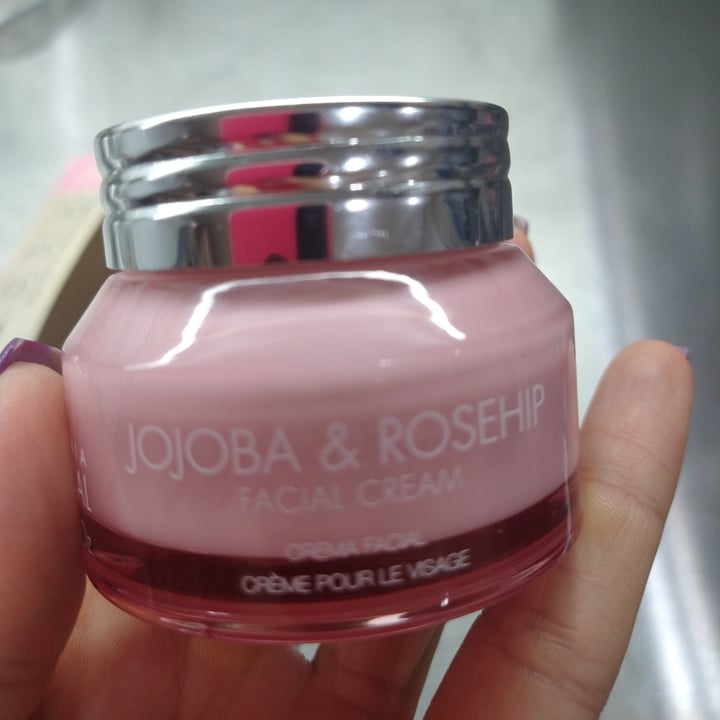 JOJOBA & ROSEHIP
FACIAL CREAM
CREMA FACIAL
CRÈME POUR LE VISAGE